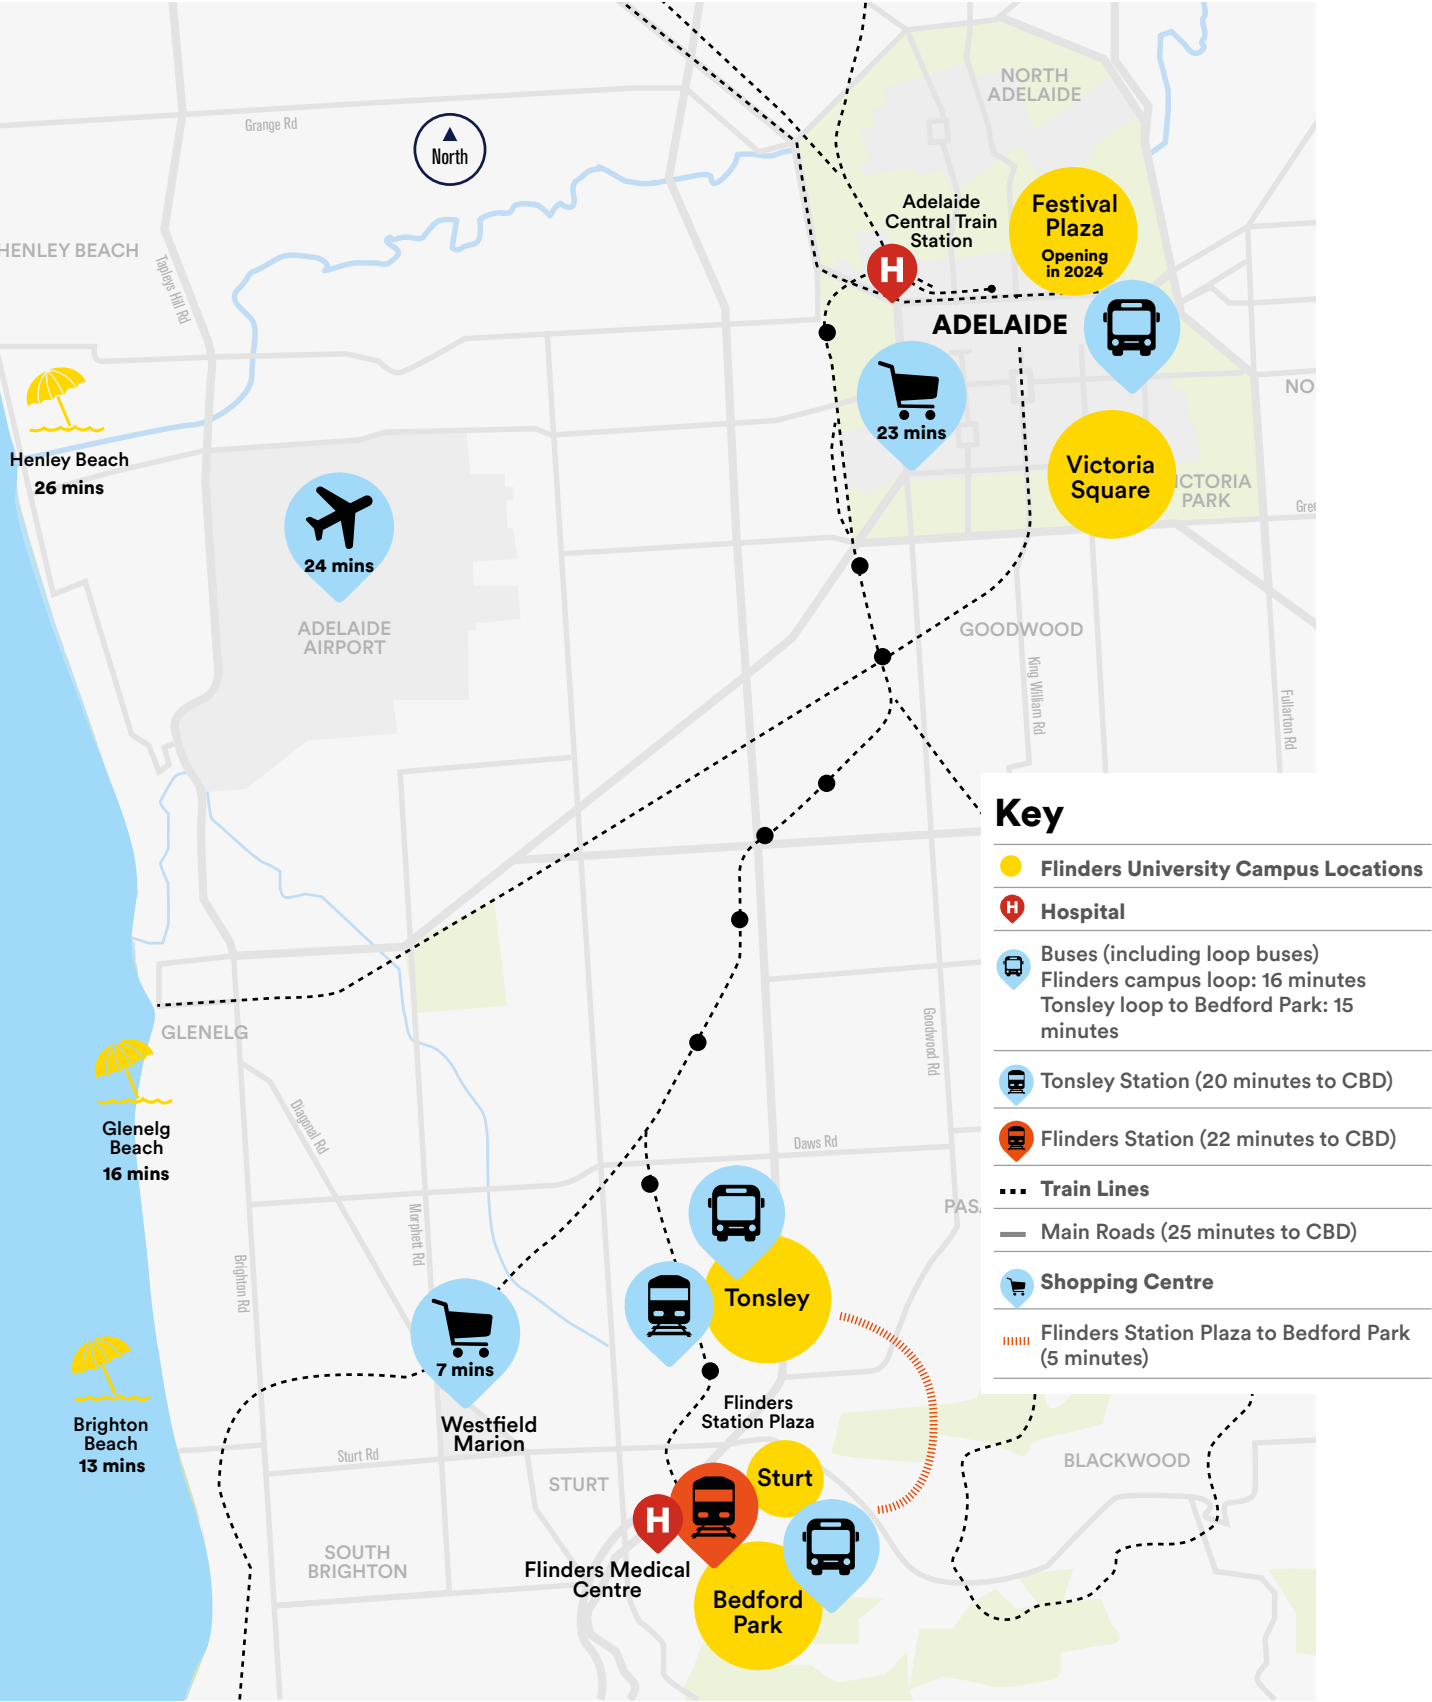 NORTH
ADELAIDE
Grange Rd
North
Adelaide
Central Train
Station
H
Festival
Plaza
Opening
in 2024
HENLEY BEACH
Tapleys Hill Rd
ADELAIDE
23 mins
NO
Henley Beach
26 mins
Victoria
Square
ICTORIA
PARK
Gree
24 mins
ADELAIDE
AIRPORT
GOODWOOD
King William Rd
Fullarton Rd
Key
Flinders University Campus Locations
H
Hospital
Buses (including loop buses)
Flinders campus loop: 16 minutes
Tonsley loop to Bedford Park: 15
minutes
Tonsley Station (20 minutes to CBD)
Flinders Station (22 minutes to CBD)
Train Lines
Main Roads (25 minutes to CBD)
Shopping Centre
Flinders Station Plaza to Bedford Park
(5 minutes)
GLENELG
Goodwood Rd
Glenelg
Beach
16 mins
Diagonal Rd
Daws Rd
PAS
Morphett Rd
Brighton Rd
Tonsley
7 mins
Westfield
Marion
Flinders
Station Plaza
Brighton
Beach
13 mins
Sturt Rd
STURT
Sturt
BLACKWOOD
H
Flinders Medical
Centre
SOUTH
BRIGHTON
Bedford
Park